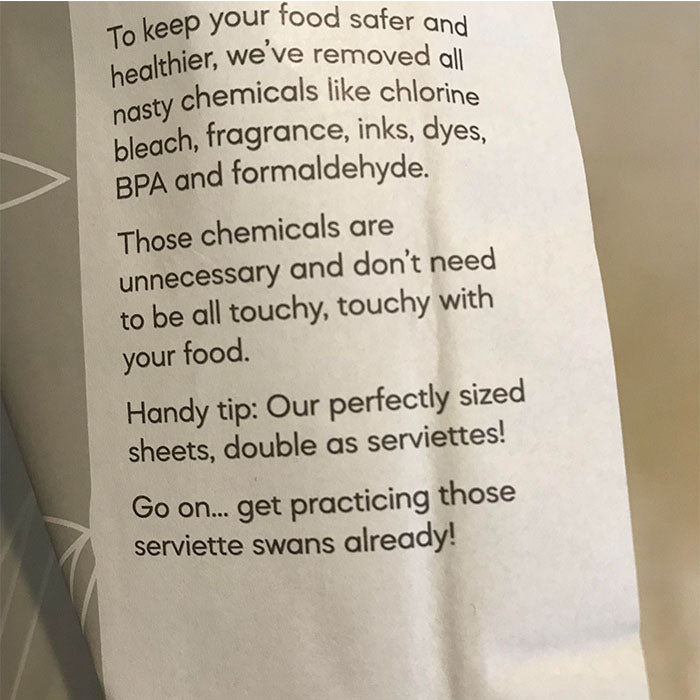 To keep your food safer and
healthier, we've removed all
nasty chemicals like chlorine
bleach, fragrance, inks, dyes,
BPA and formaldehyde.
Those chemicals are
unnecessary and don't need
to be all touchy, touchy with
your food.
Handy tip: Our perfectly sized
sheets, double as serviettes!
Go on... get practicing those
serviette swans already!